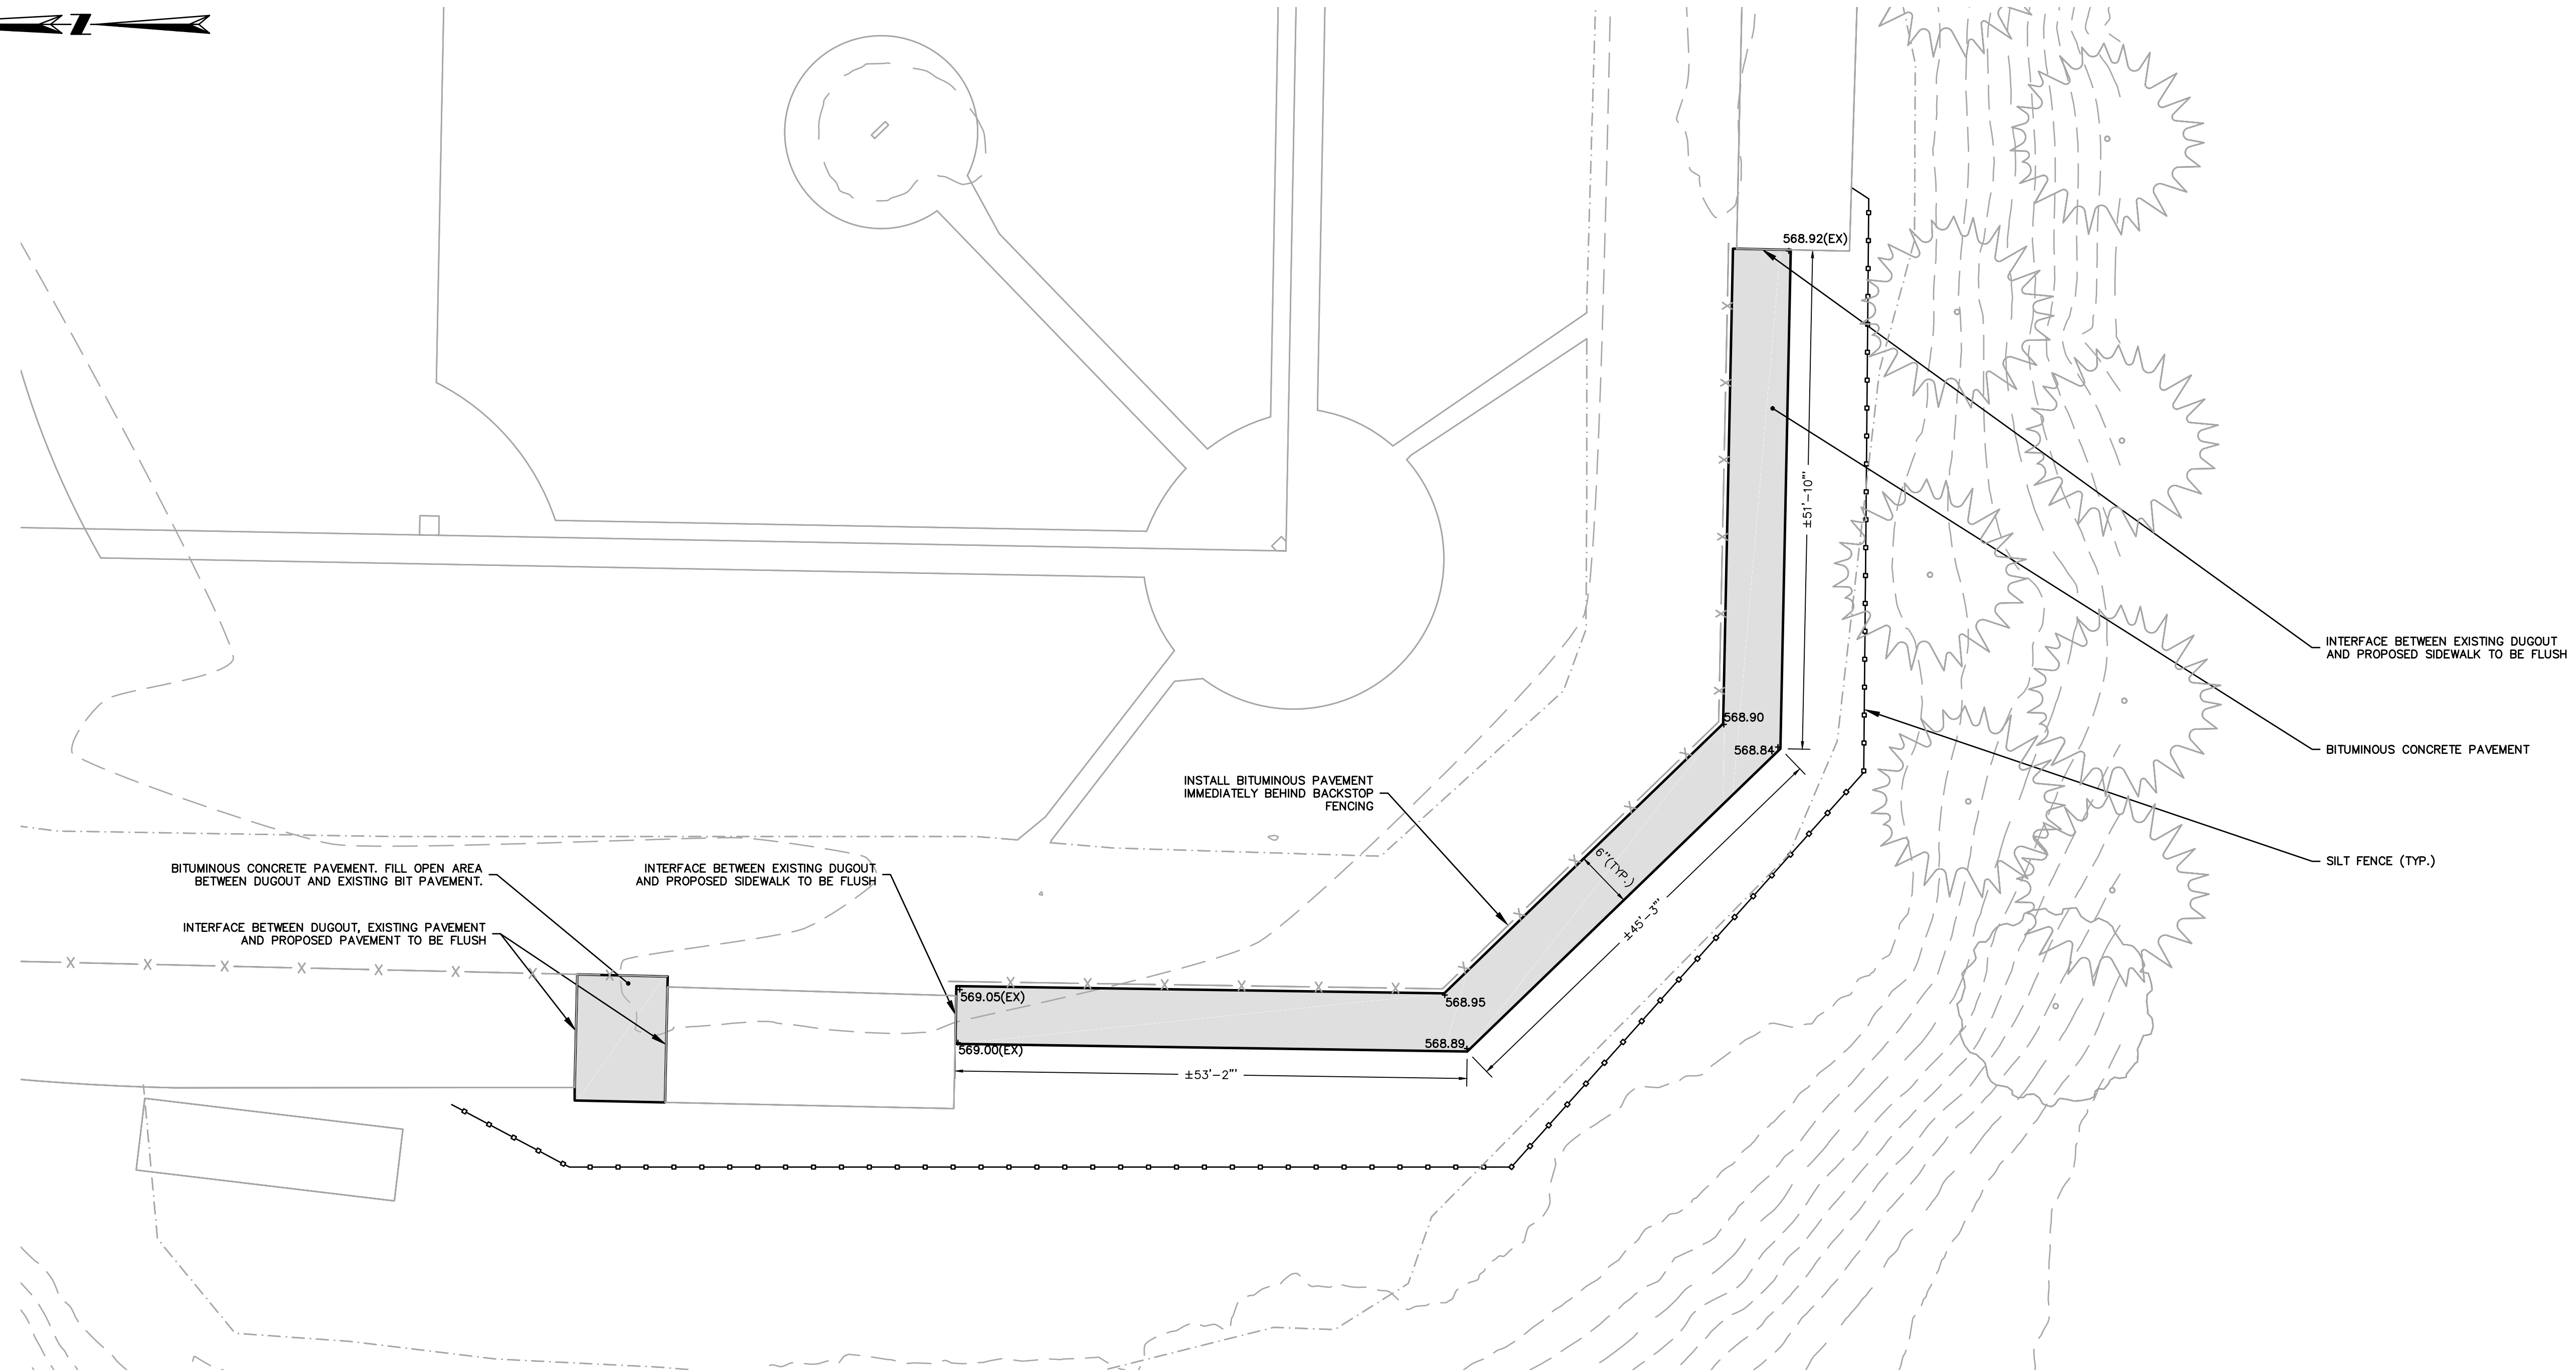 Z
568.92(EX)
±51'-10"'
INTERFACE BETWEEN EXISTING DUGOUT
AND PROPOSED SIDEWALK TO BE FLUSH
568.90
568.84
BITUMINOUS CONCRETE PAVEMENT
INSTALL BITUMINOUS PAVEMENT
IMMEDIATELY BEHIND BACKSTOP
FENCING
SILT FENCE (TYP.)
6"(TYP.)
BITUMINOUS CONCRETE PAVEMENT. FILL OPEN AREA
BETWEEN DUGOUT AND EXISTING BIT PAVEMENT.
INTERFACE BETWEEN EXISTING DUGOUT
AND PROPOSED SIDEWALK TO BE FLUSH
±45'-3"'
INTERFACE BETWEEN DUGOUT, EXISTING PAVEMENT
AND PROPOSED PAVEMENT TO BE FLUSH
569.05(EX)
568.95
569.00(EX)
568.89
±53'-2"'